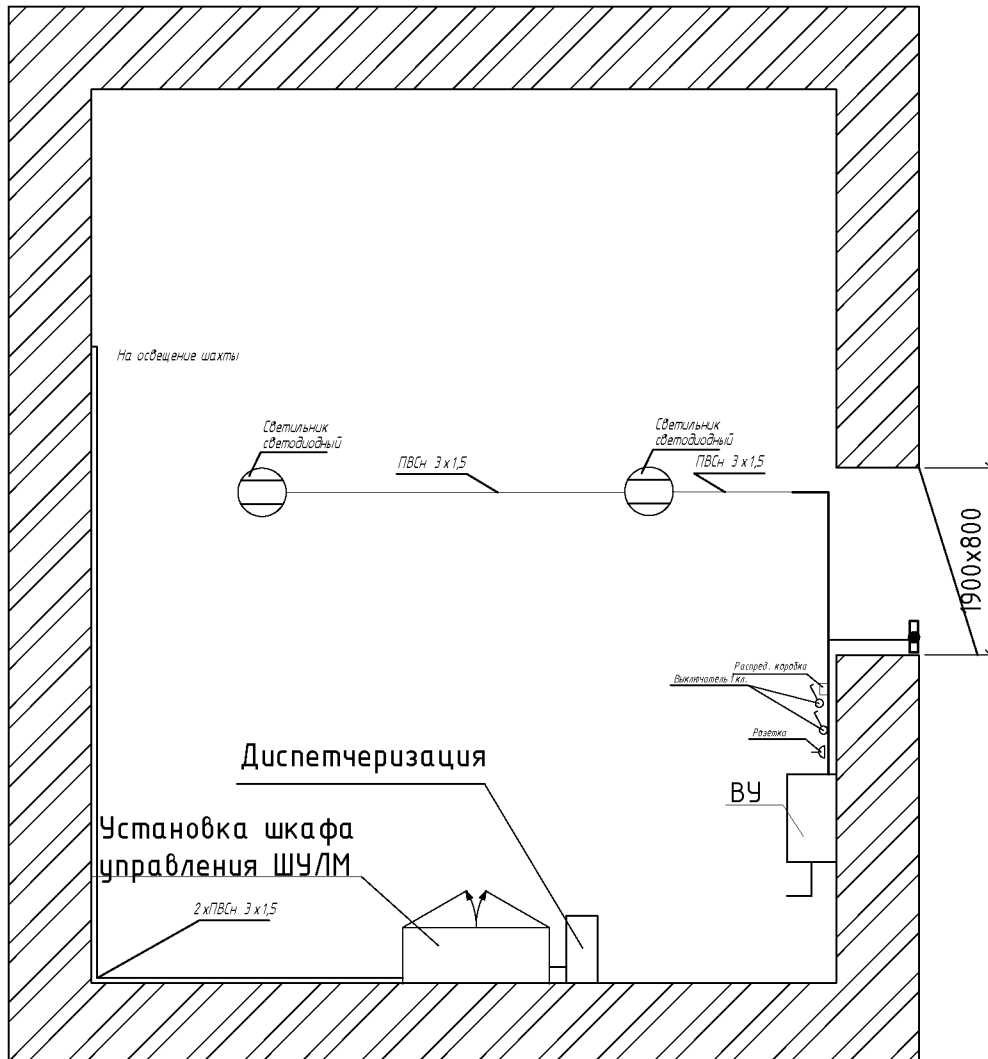 На освещение шахты
Светильник
светодиодный
ПВСн 3 х 1,5
Светильник
светодиодный
ПВСн 3 х 1,5
1900х800
Распред. коробка
Выключатель 1 кл.
Розетка
Диспетчеризация
ВУ
Установка шкафа
управления ШУЛМ
2 хПВСн 3 х 1,5